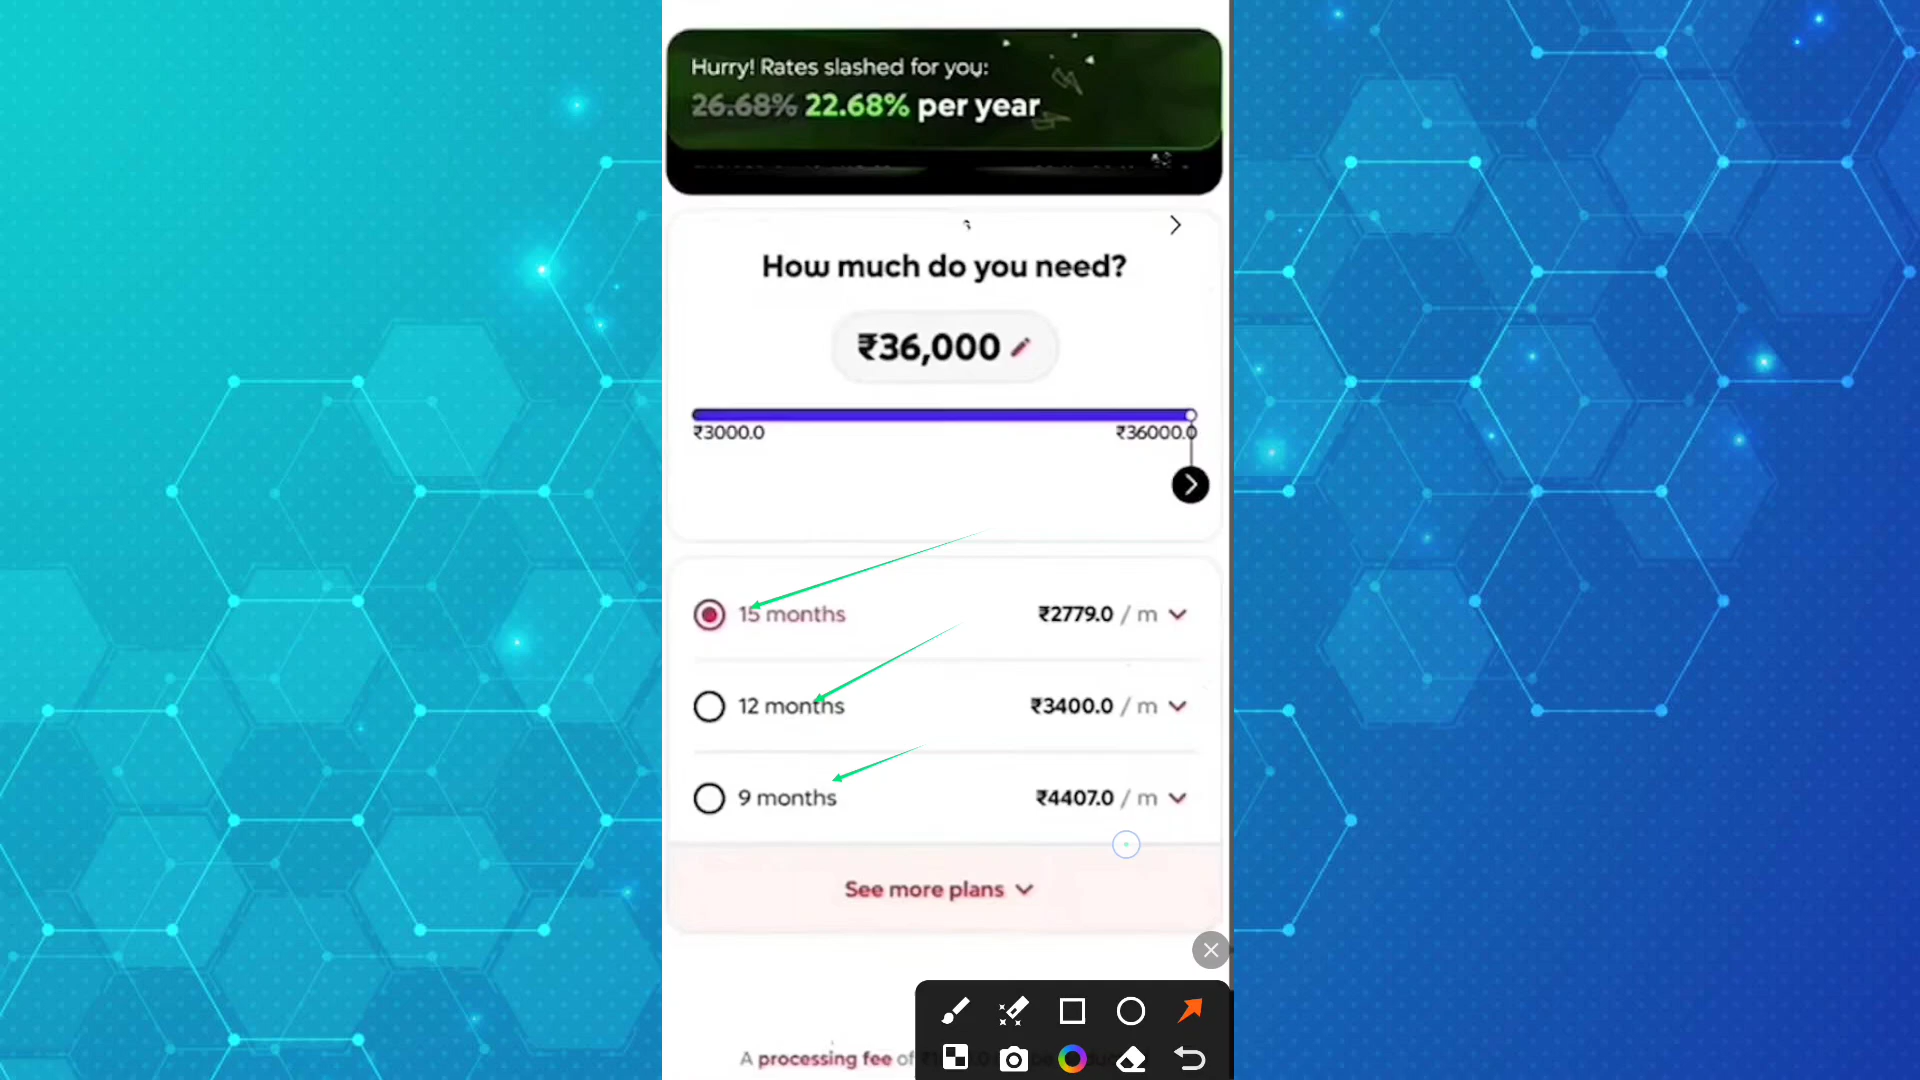 Hurry! Rates slashed for you:
26.68% 22.68% per year
How much do you need?
₹36,000
₹3000.0 ₹36000.0
15 months ₹2779.0 / m
12 months ₹3400.0 / m
9 months ₹4407.0 / m
See more plans
A processing fee of